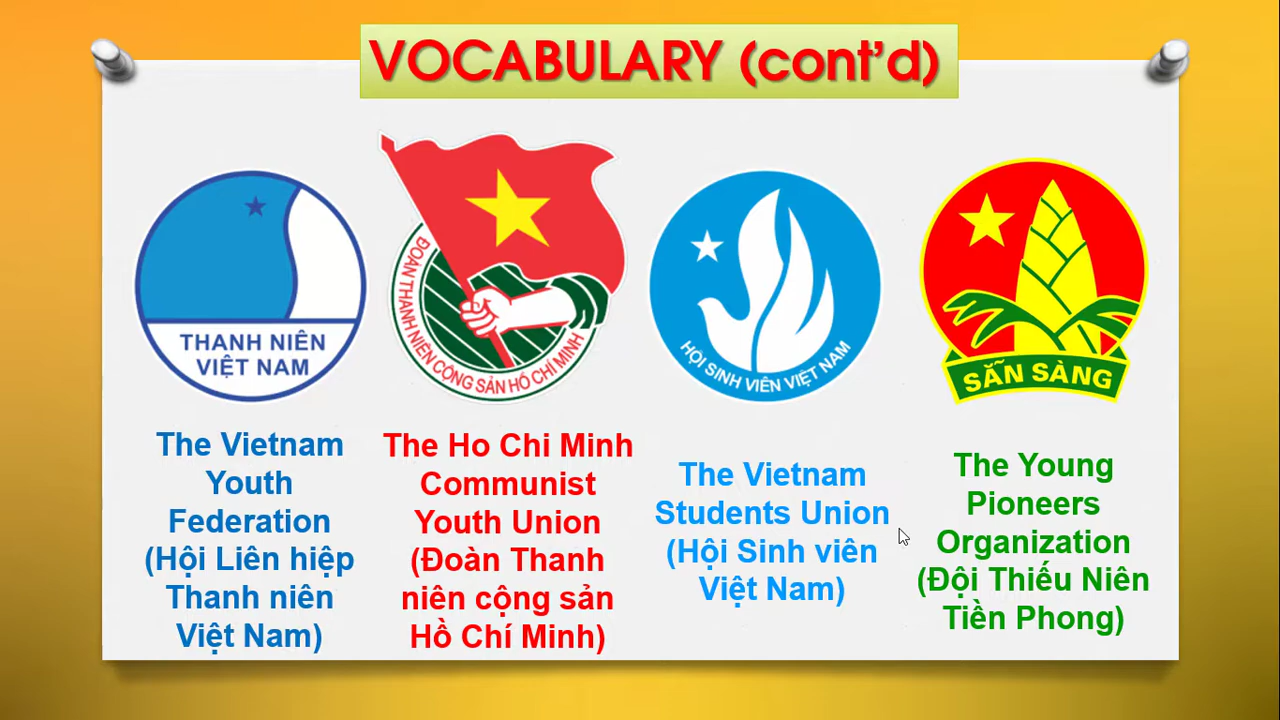 VOCABULARY (cont’d)
THANH NIÊN
VIỆT NAM
ĐOÀN THANH NIÊN CỘNG SẢN HỒ CHÍ MINH
HỘI SINH VIÊN VIỆT NAM
SẴN SÀNG
The Vietnam
Youth
Federation
(Hội Liên hiệp
Thanh niên
Việt Nam)
The Ho Chi Minh
Communist
Youth Union
(Đoàn Thanh
niên cộng sản
Hồ Chí Minh)
The Vietnam
Students Union
(Hội Sinh viên
Việt Nam)
The Young
Pioneers
Organization
(Đội Thiếu Niên
Tiền Phong)